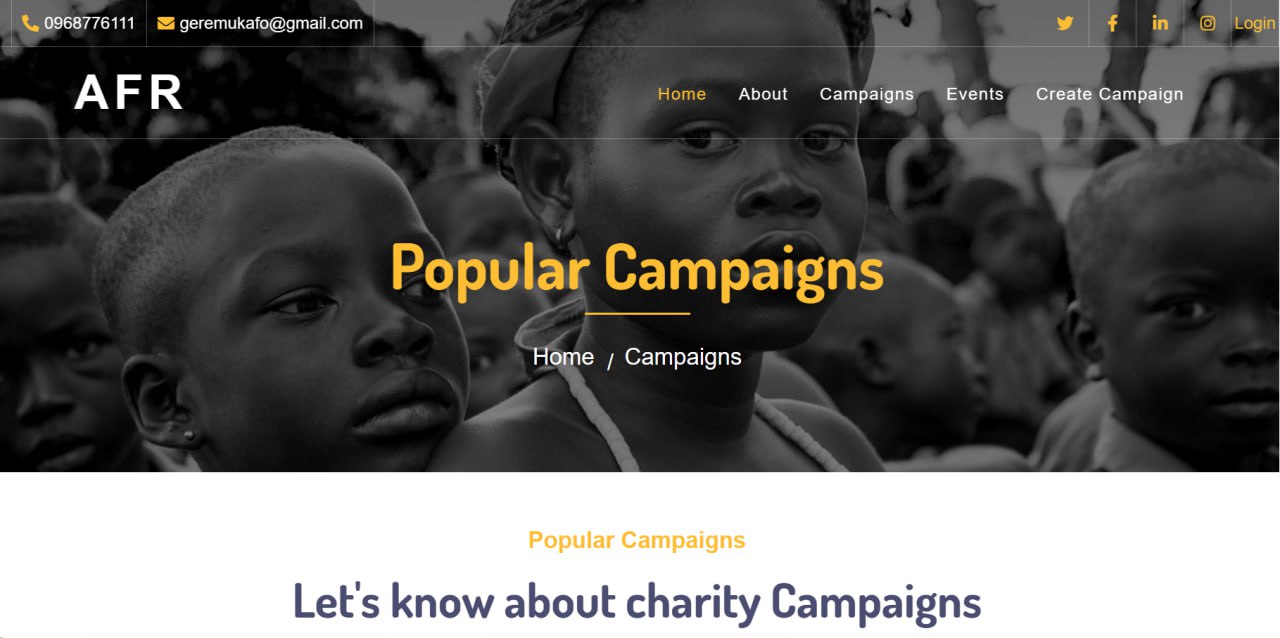 0968776111 geremukafo@gmail.com Login
AFR Home About Campaigns Events Create Campaign
Popular Campaigns
Home / Campaigns
Popular Campaigns
Let's know about charity Campaigns